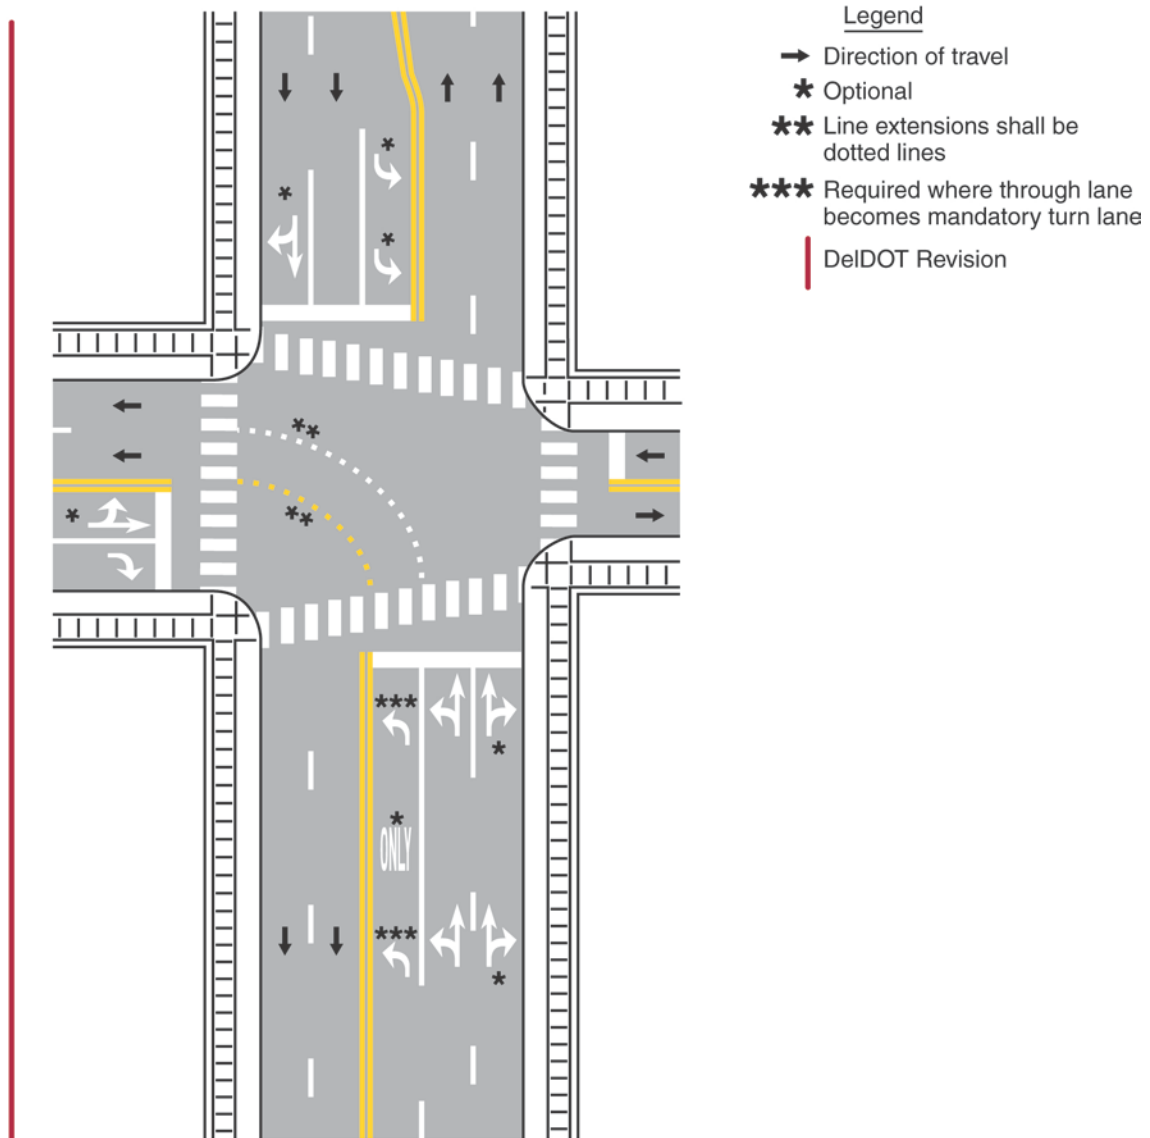 Legend
Direction of travel
* Optional
** Line extensions shall be
dotted lines
*** Required where through lane
becomes mandatory turn lane
DelDOT Revision
*
*
*
*
**
**
*
***
*
*
ONLY
***
*